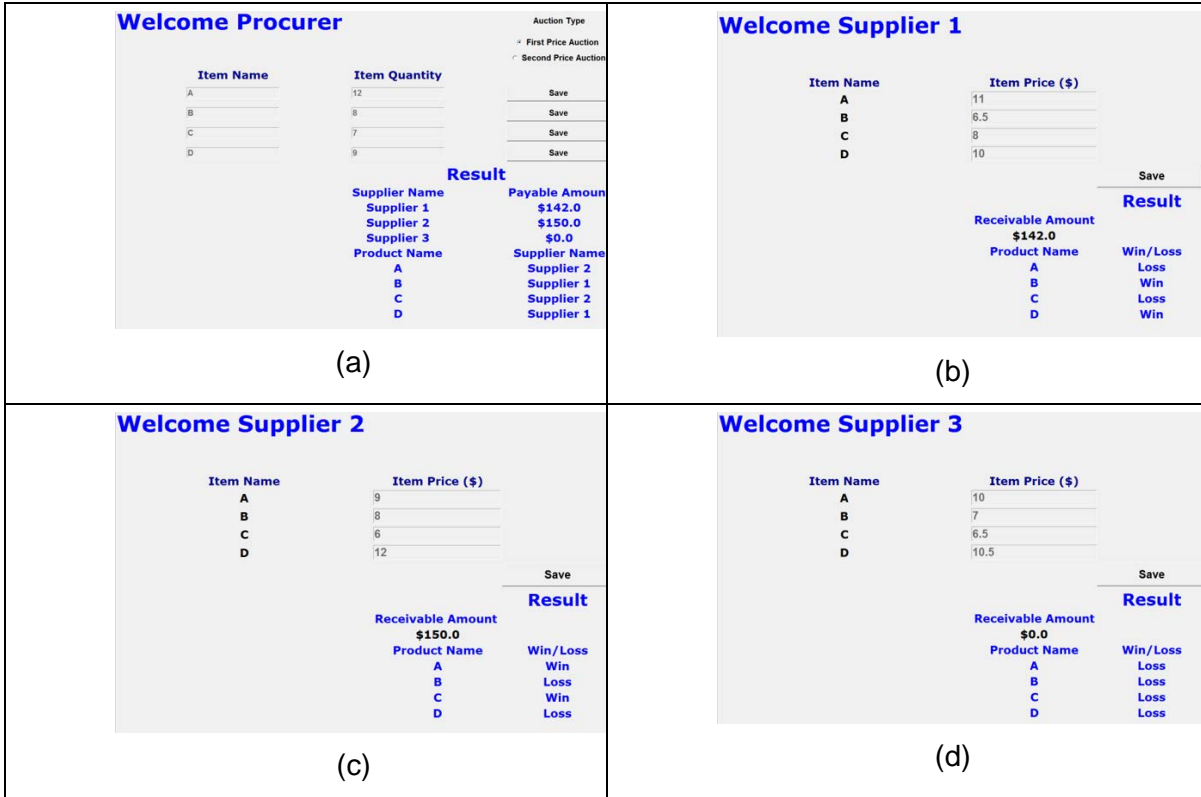 Welcome Procurer
Auction Type
First Price Auction
Second Price Auction
Item Name Item Quantity
A 12 Save
B 8 Save
C 7 Save
D 9 Save
Result
Supplier Name Payable Amoun
Supplier 1 $142.0
Supplier 2 $150.0
Supplier 3 $0.0
Product Name Supplier Name
A Supplier 2
B Supplier 1
C Supplier 2
D Supplier 1
(a)
Welcome Supplier 1
Item Name Item Price ($)
A 11
B 6.5
C 8
D 10
Save
Result
Receivable Amount
$142.0
Product Name Win/Loss
A Loss
B Win
C Loss
D Win
(b)
Welcome Supplier 2
Item Name Item Price ($)
A 9
B 8
C 6
D 12
Save
Result
Receivable Amount
$150.0
Product Name Win/Loss
A Win
B Loss
C Win
D Loss
(c)
Welcome Supplier 3
Item Name Item Price ($)
A 10
B 7
C 6.5
D 10.5
Save
Result
Receivable Amount
$0.0
Product Name Win/Loss
A Loss
B Loss
C Loss
D Loss
(d)